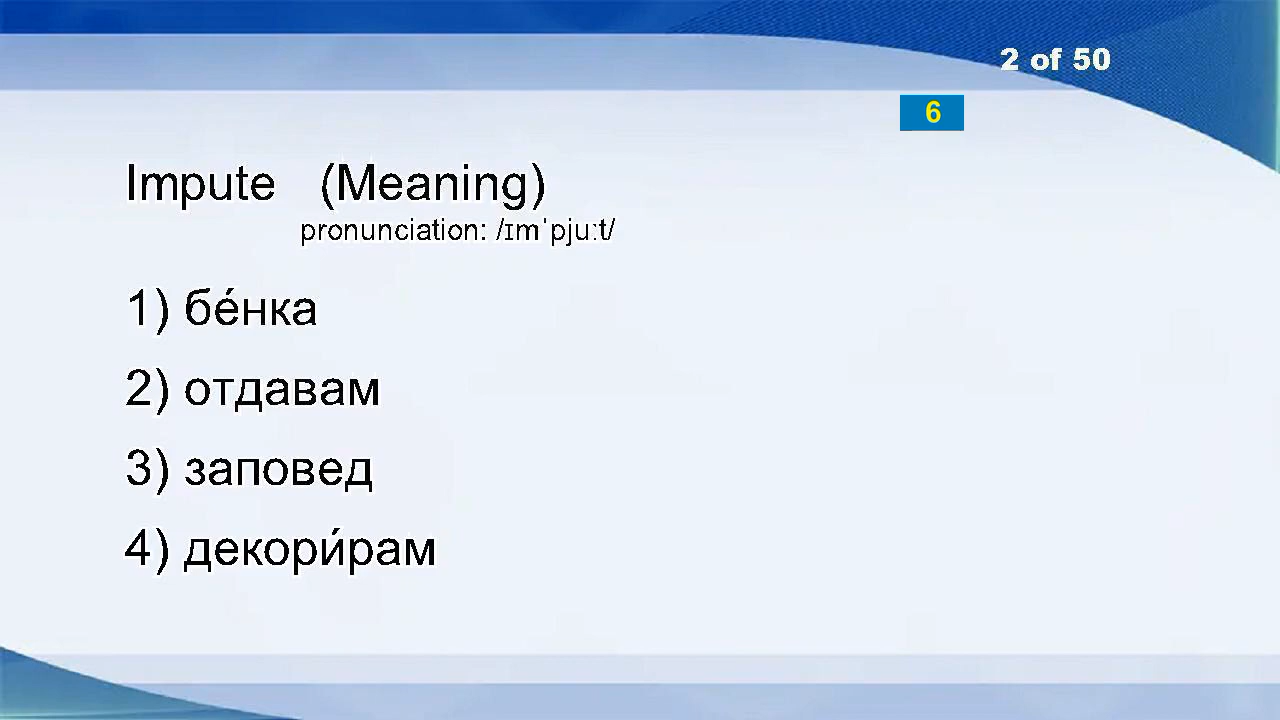 2 of 50
6
Impute (Meaning)
pronunciation: /ɪmˈpjuːt/
1) бе́нка
2) отдавам
3) заповед
4) декори́рам